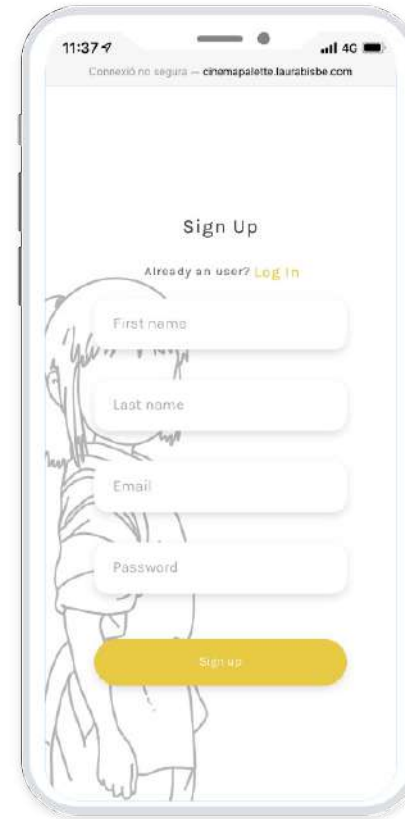 11:37 4G
Connexió no segura — cinemapalette.laurabisbe.com
Sign Up
Already an user? Log In
First name
Last name
Email
Password
Sign up